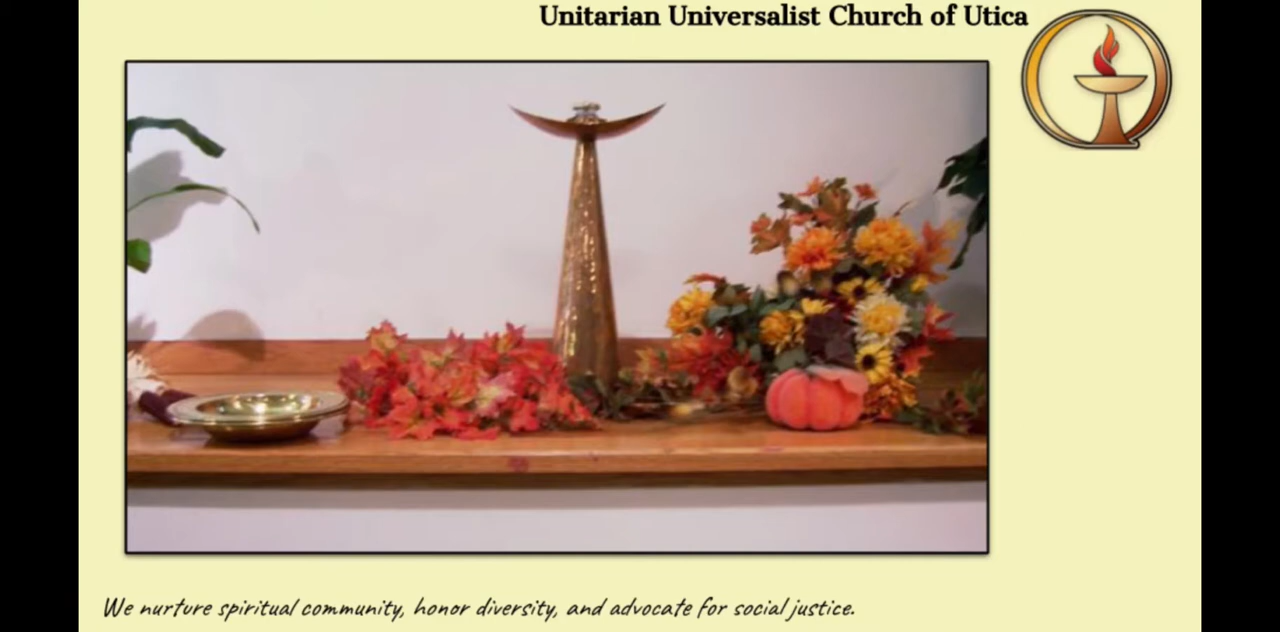 Unitarian Universalist Church of Utica
We nurture spiritual community, honor diversity, and advocate for social justice.